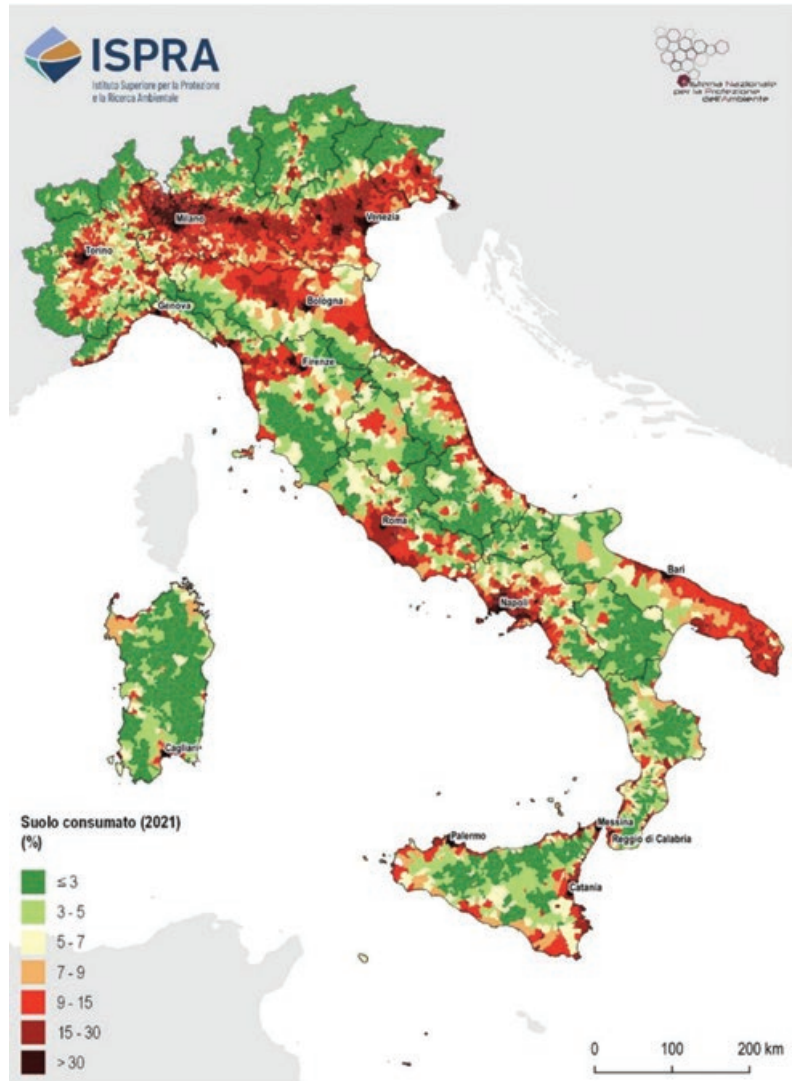 ISPRA
Istituto Superiore per la Protezione
e la Ricerca Ambientale
Sistema Nazionale
per la Protezione
dell'Ambiente
Milano
Venezia
Torino
Genova
Bologna
Firenze
Roma
Bari
Napoli
Cagliari
Messina
Palermo
Reggio di Calabria
Catania
Suolo consumato (2021)
(%)
≤ 3
3 - 5
5 - 7
7 - 9
9 - 15
15 - 30
> 30
0 100 200 km